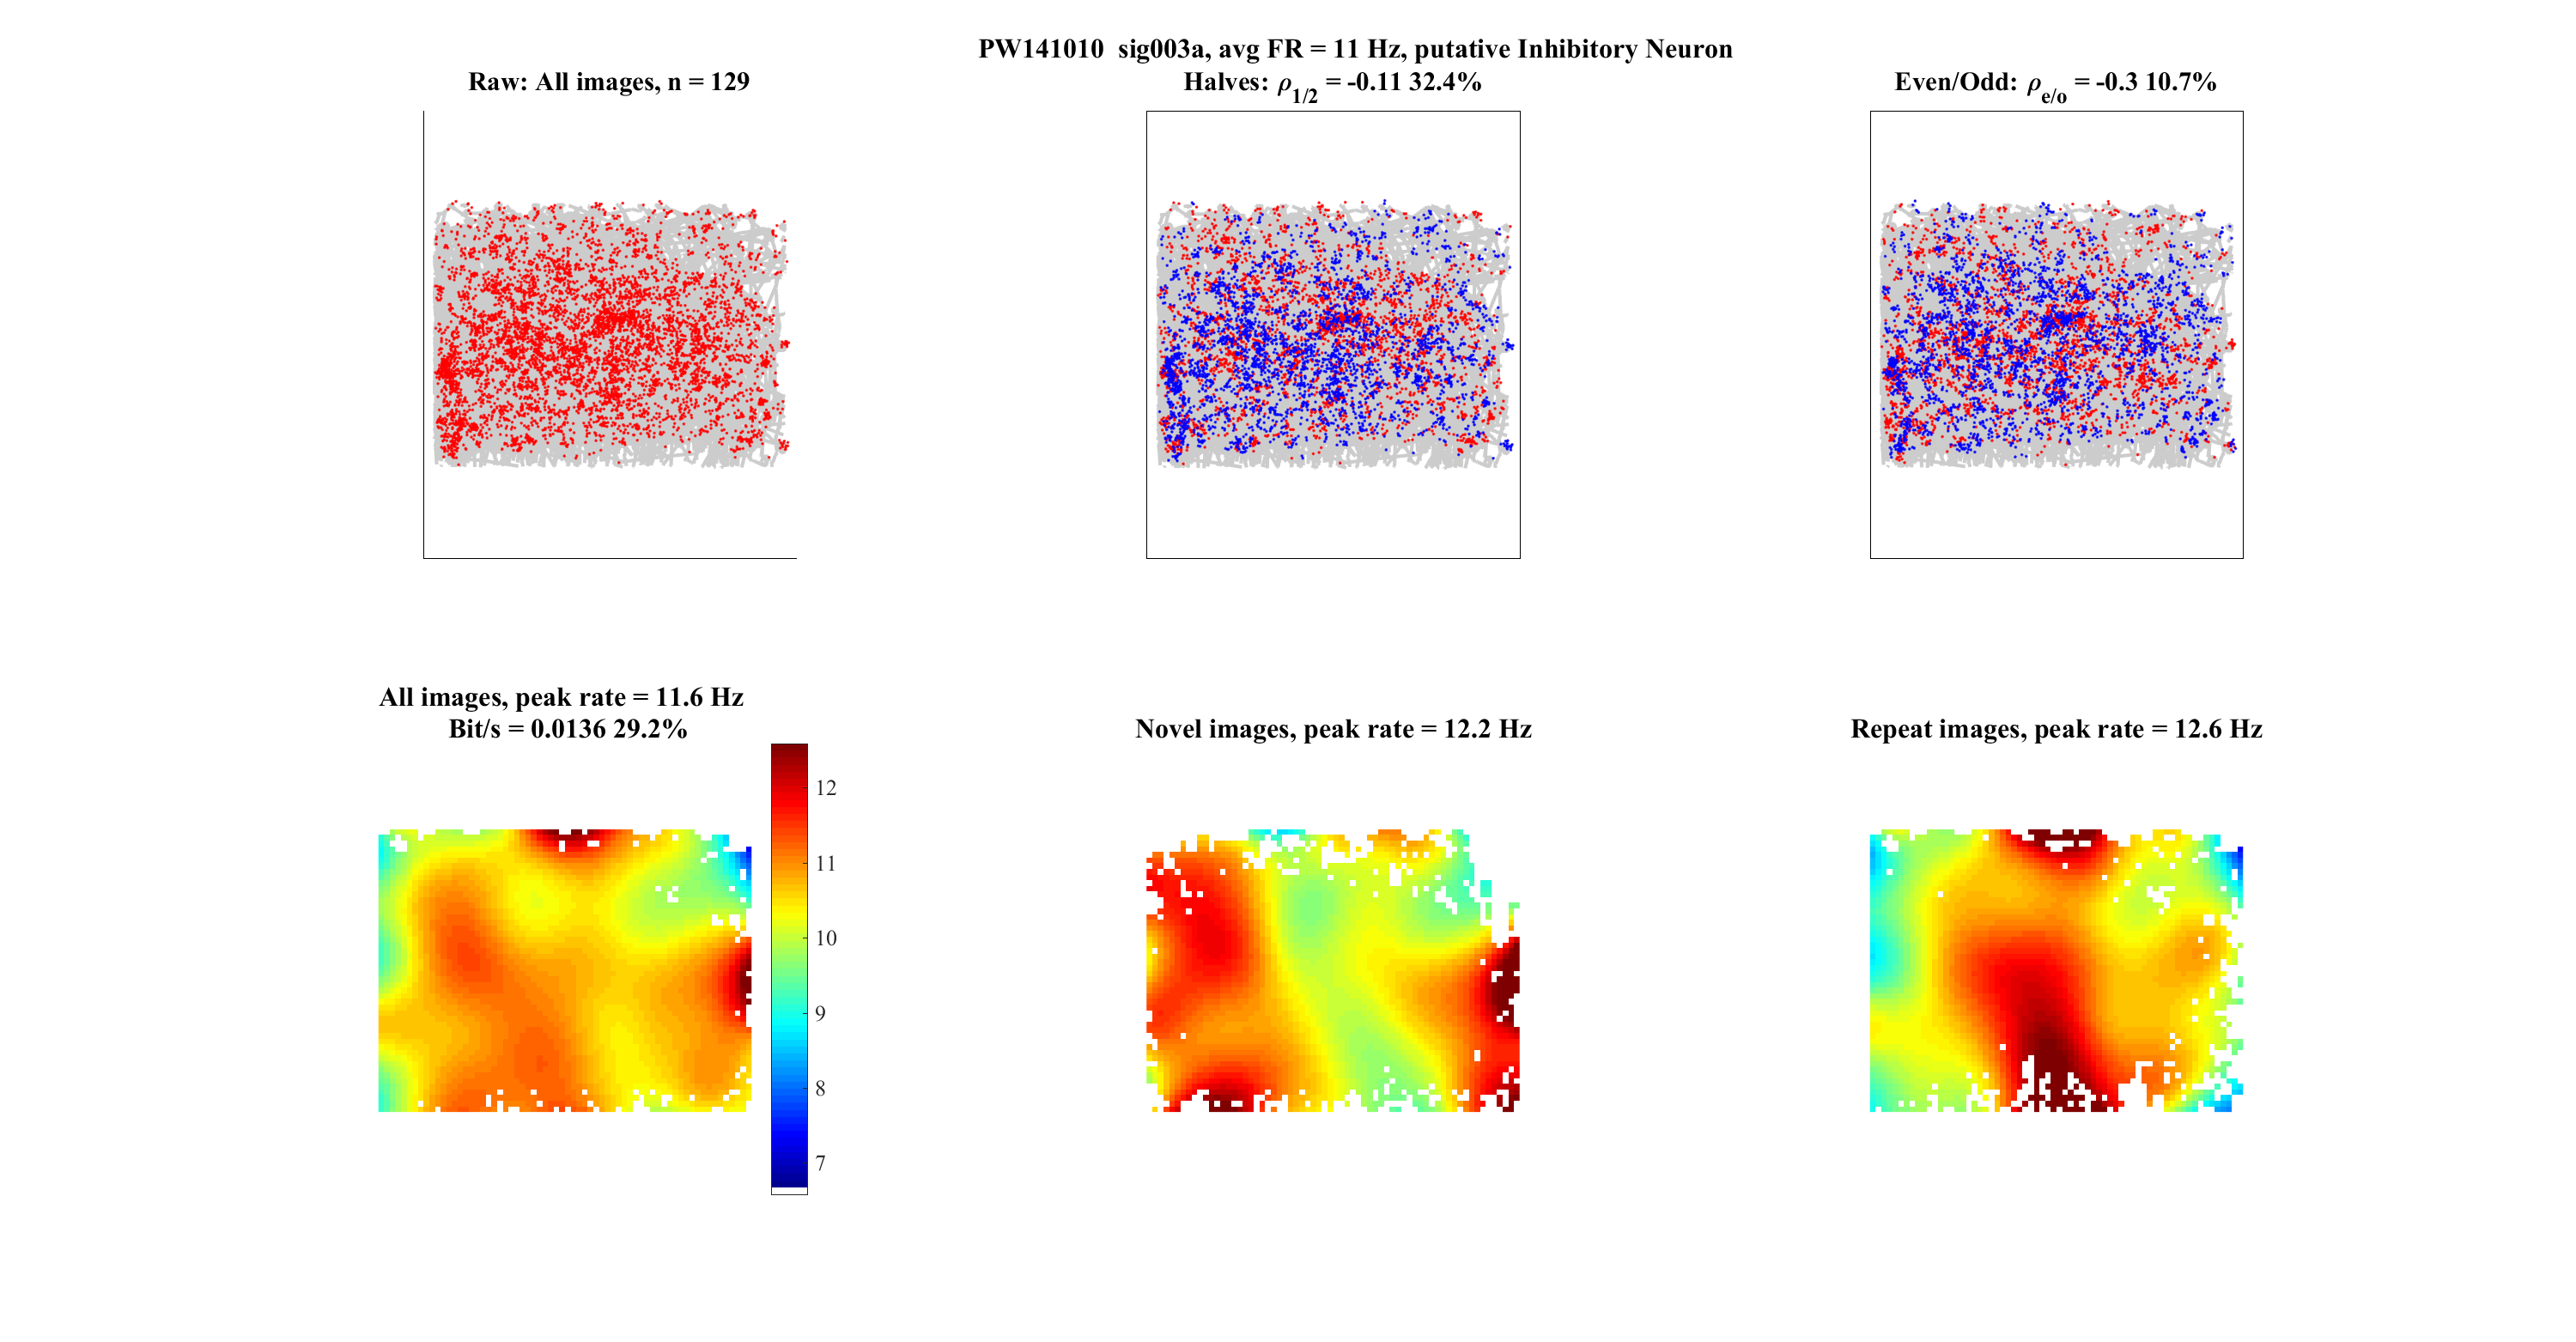 PW141010  sig003a, avg FR = 11 Hz, putative Inhibitory Neuron
Raw: All images, n = 129
Halves: ρ1/2 = -0.11 32.4%
Even/Odd: ρe/o = -0.3 10.7%
All images, peak rate = 11.6 Hz
Bit/s = 0.0136 29.2%
Novel images, peak rate = 12.2 Hz
Repeat images, peak rate = 12.6 Hz
12
11
10
9
8
7